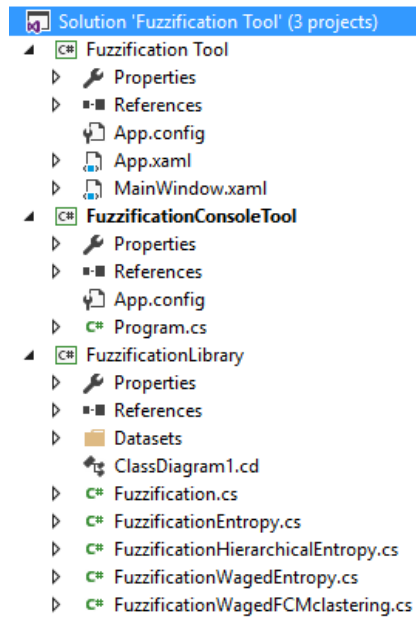 Solution 'Fuzzification Tool' (3 projects)
C# Fuzzification Tool
Properties
References
App.config
App.xaml
MainWindow.xaml
C# FuzzificationConsoleTool
Properties
References
App.config
C# Program.cs
C# FuzzificationLibrary
Properties
References
Datasets
ClassDiagram1.cd
C# Fuzzification.cs
C# FuzzificationEntropy.cs
C# FuzzificationHierarchicalEntropy.cs
C# FuzzificationWagedEntropy.cs
C# FuzzificationWagedFCMclastering.cs